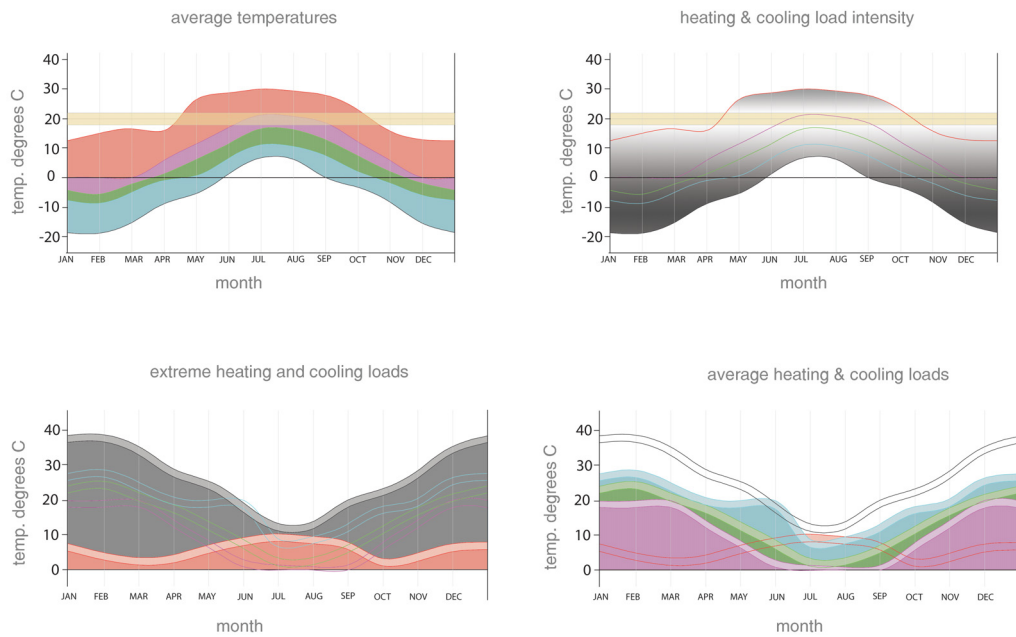 average temperatures
temp. degrees C
40
30
20
10
0
-10
-20
JAN FEB MAR APR MAY JUN JUL AUG SEP OCT NOV DEC
month
heating & cooling load intensity
temp. degrees C
40
30
20
10
0
-10
-20
JAN FEB MAR APR MAY JUN JUL AUG SEP OCT NOV DEC
month
extreme heating and cooling loads
temp. degrees C
40
30
20
10
0
JAN FEB MAR APR MAY JUN JUL AUG SEP OCT NOV DEC
month
average heating & cooling loads
temp. degrees C
40
30
20
10
0
JAN FEB MAR APR MAY JUN JUL AUG SEP OCT NOV DEC
month